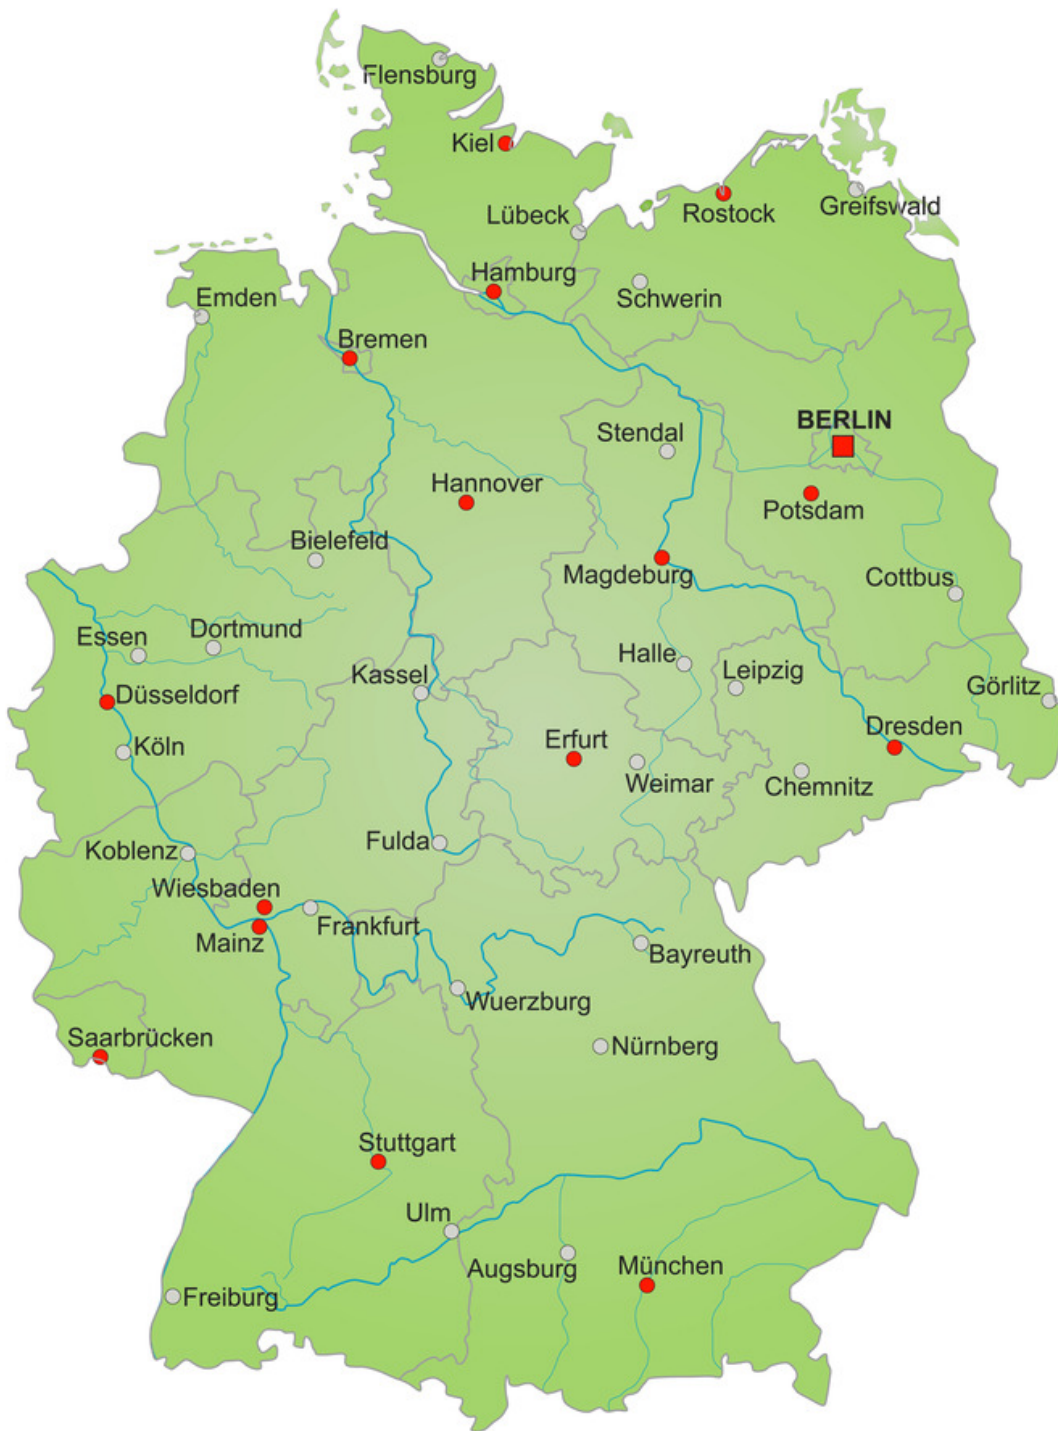 Flensburg
Kiel
Lübeck
Rostock
Greifswald
Hamburg
Schwerin
Emden
Bremen
BERLIN
Stendal
Hannover
Potsdam
Bielefeld
Magdeburg
Cottbus
Essen
Dortmund
Halle
Leipzig
Kassel
Görlitz
Düsseldorf
Dresden
Köln
Erfurt
Weimar
Chemnitz
Fulda
Koblenz
Wiesbaden
Frankfurt
Mainz
Bayreuth
Wuerzburg
Saarbrücken
Nürnberg
Stuttgart
Ulm
Augsburg
München
Freiburg